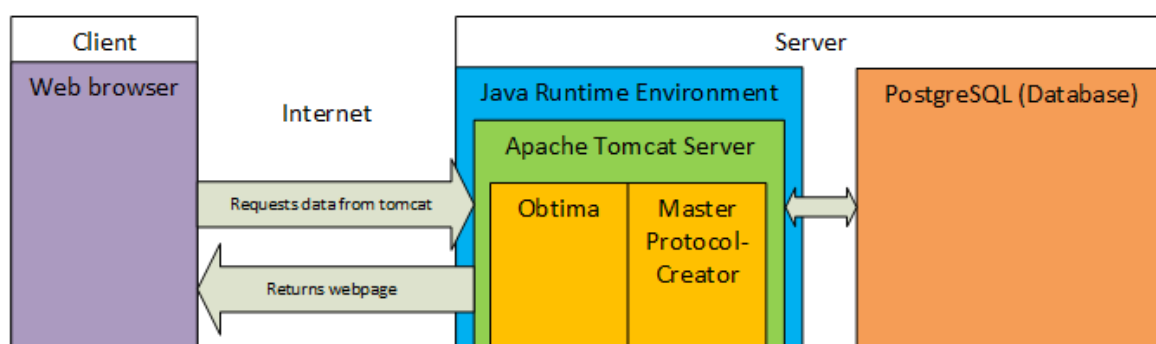 Client
Server
Web browser
Internet
Java Runtime Environment
PostgreSQL (Database)
Apache Tomcat Server
Requests data from tomcat
Obtima
Master
Protocol-
Creator
Returns webpage